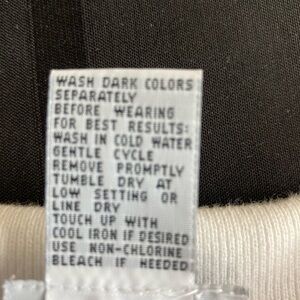 WASH DARK COLORS
SEPARATELY
BEFORE WEARING
FOR BEST RESULTS:
WASH IN COLD WATER
GENTLE CYCLE
REMOVE PROMPTLY
TUMBLE DRY AT
LOW SETTING OR
LINE DRY
TOUCH UP WITH
COOL IRON IF DESIRED
USE NON-CHLORINE
BLEACH IF NEEDED